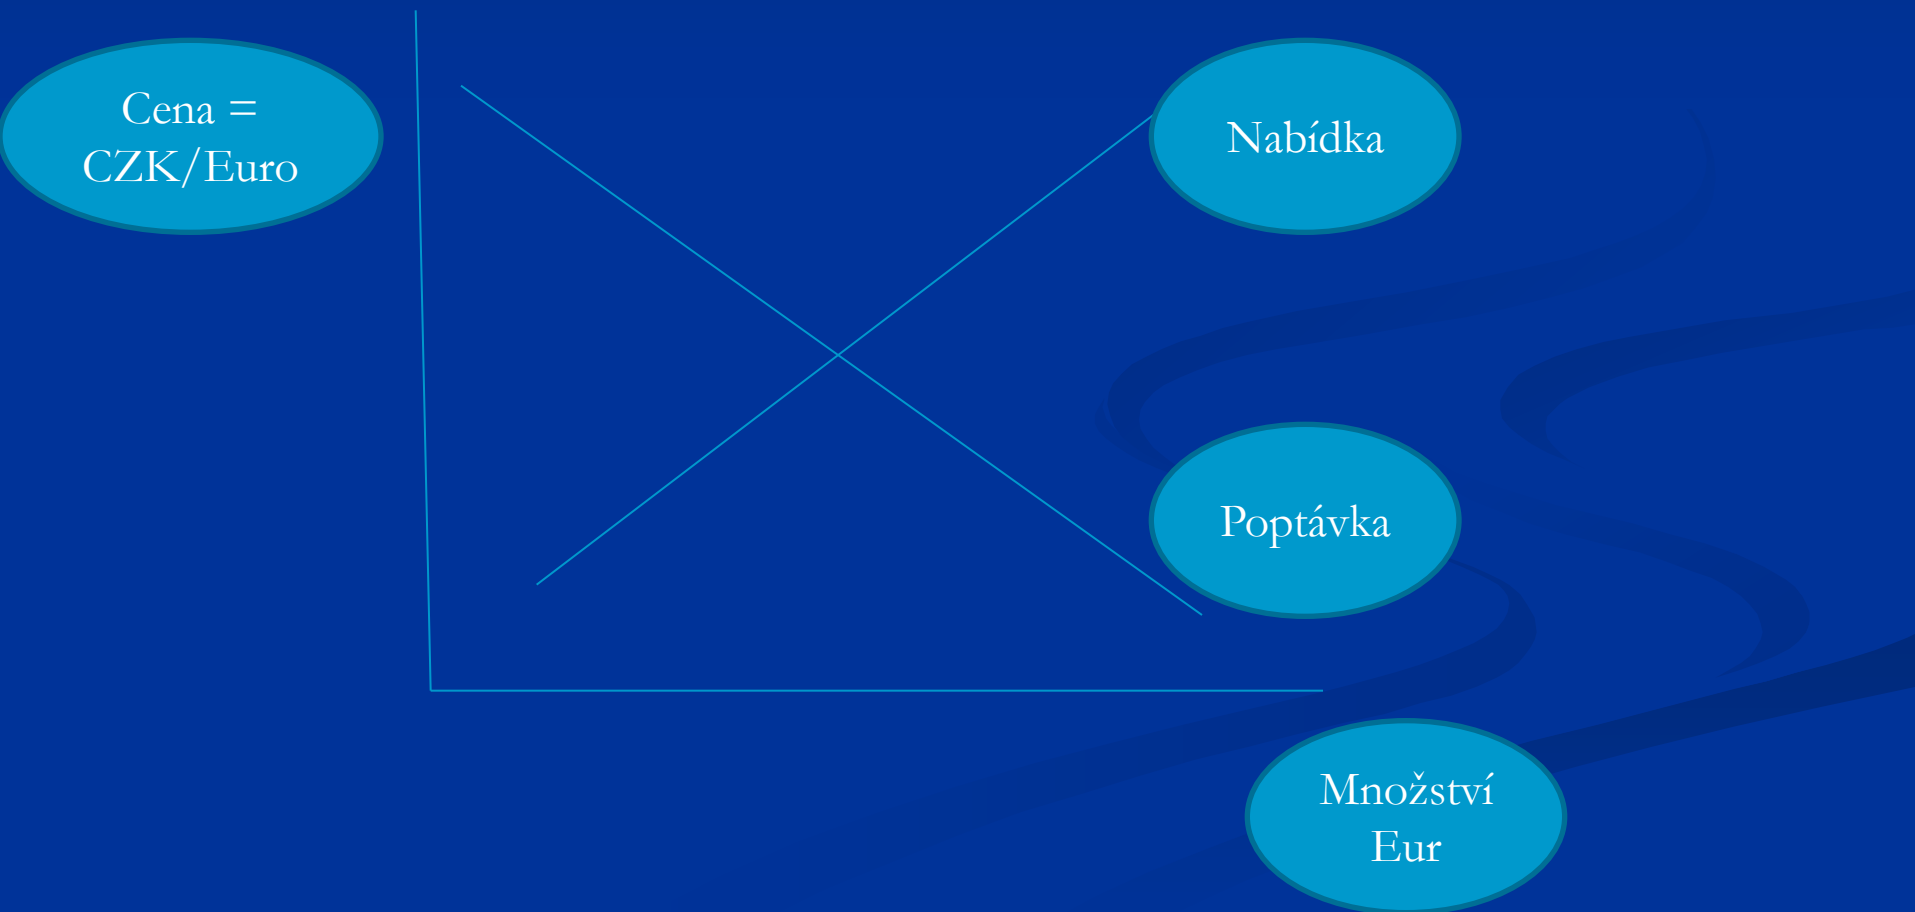 Cena =
CZK/Euro
Nabídka
Poptávka
Množství
Eur